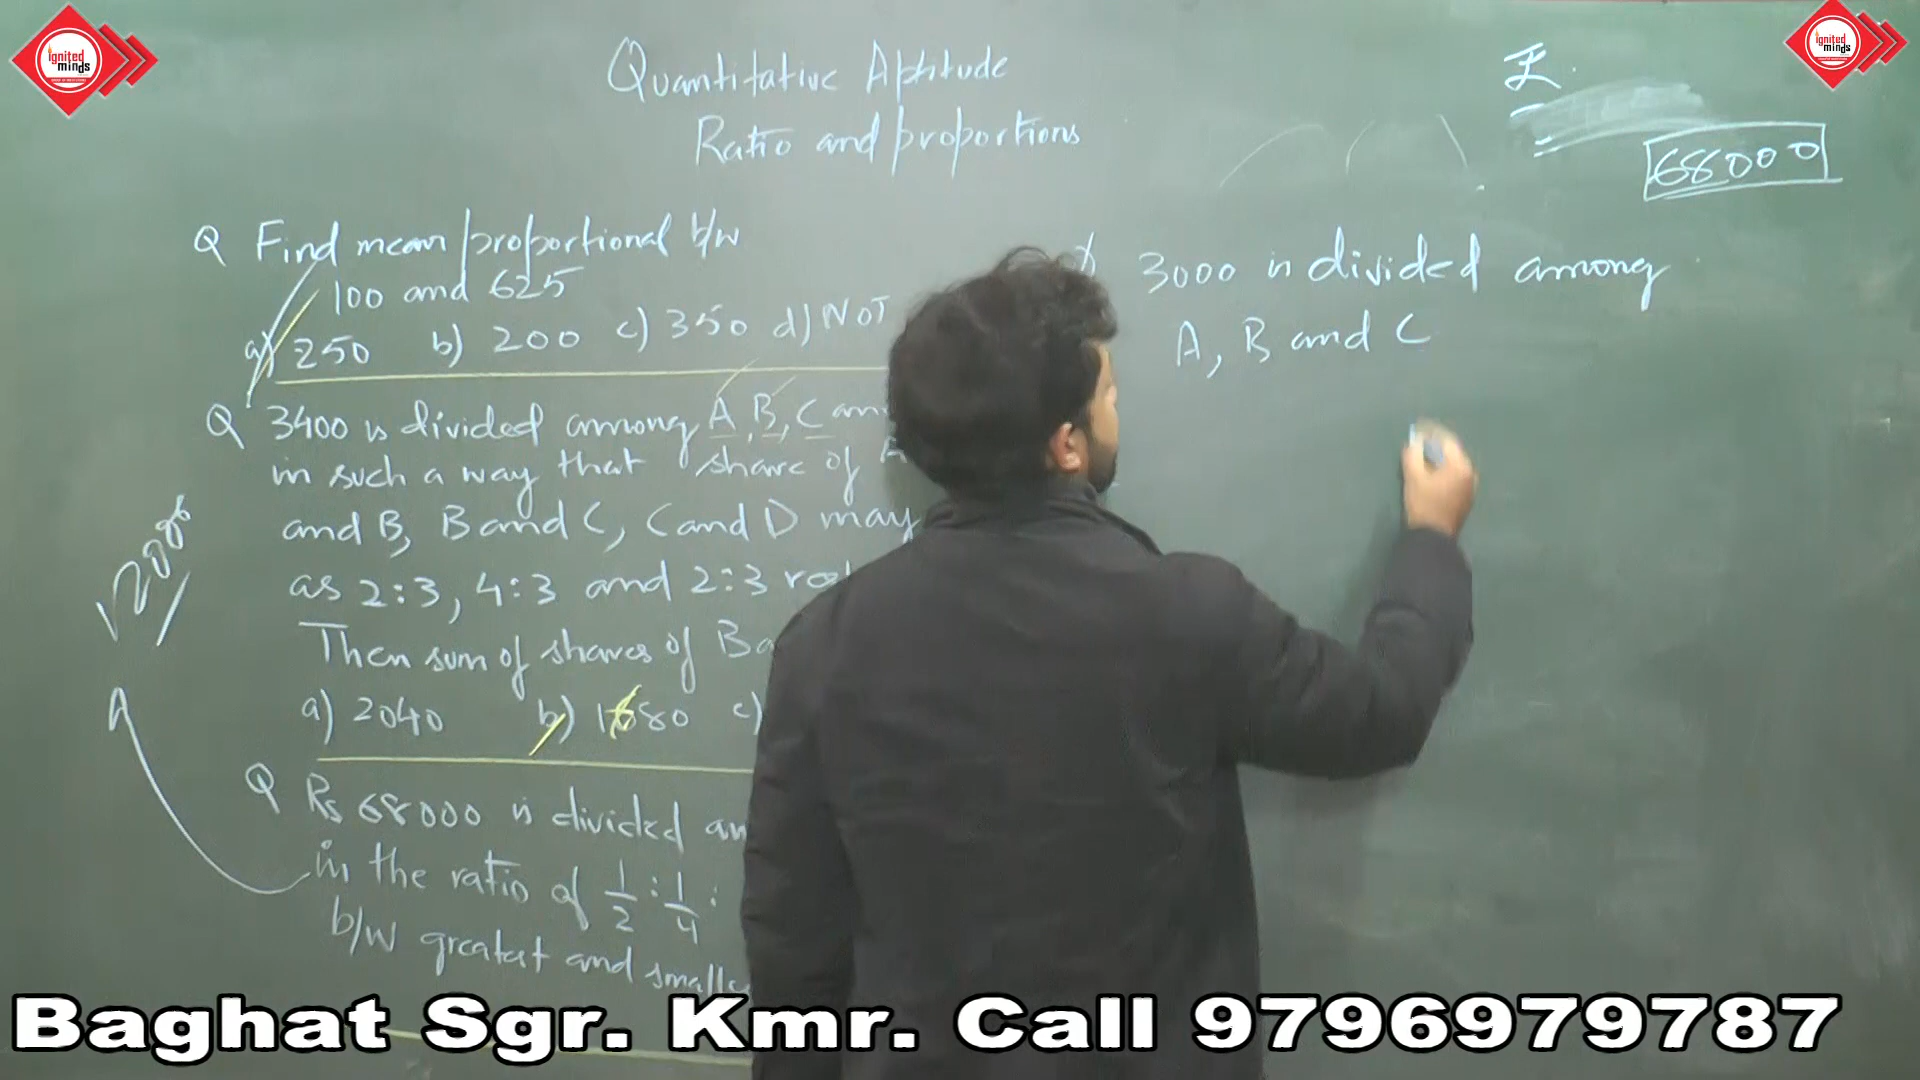 ignited minds
ignited minds
Quantitative Aptitude
Ratio and proportions
68000
Q Find mean proportional b/w
100 and 625
a) 250 b) 200 c) 350 d) NOT
Q 3400 is divided among A, B, C an
in such a way that share of A
and B, B and C, C and D may
as 2:3, 4:3 and 2:3
Then sum of shares of B
a) 2040 b) 1680 c)
Q Rs 68000 is divided
in the ratio of 1/2 : 1/4 :
b/w greatest and
3000 is divided among
A, B and C
Baghat Sgr. Kmr. Call 9796979787